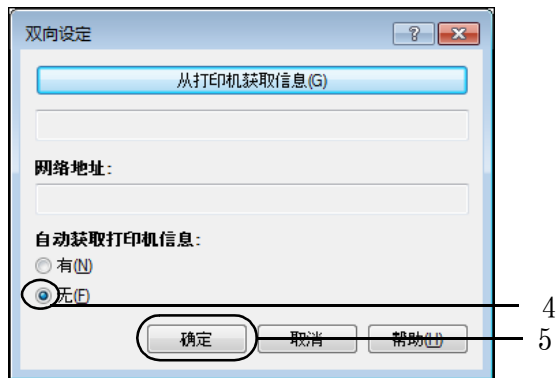 双向设定
从打印机获取信息(G)
网络地址:
自动获取打印机信息:
有(N)
无(F)
4
确定 取消 帮助(H)
5